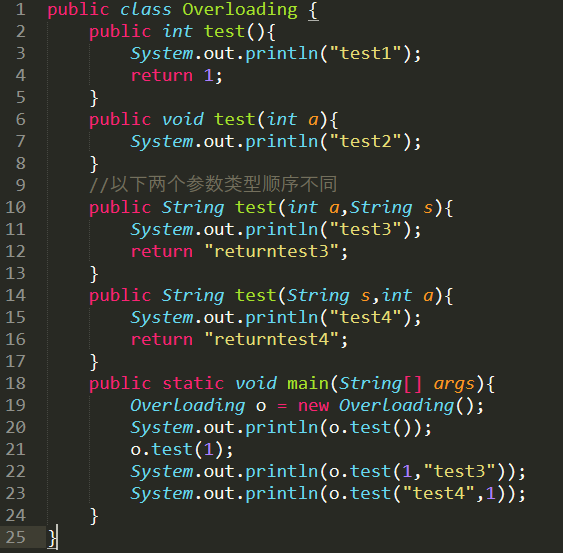 1 public class Overloading {
2     public int test(){
3         System.out.println("test1");
4         return 1;
5     }
6     public void test(int a){
7         System.out.println("test2");
8     }
9     //以下两个参数类型顺序不同
10     public String test(int a,String s){
11         System.out.println("test3");
12         return "returntest3";
13     }
14     public String test(String s,int a){
15         System.out.println("test4");
16         return "returntest4";
17     }
18     public static void main(String[] args){
19         Overloading o = new Overloading();
20         System.out.println(o.test());
21         o.test(1);
22         System.out.println(o.test(1,"test3"));
23         System.out.println(o.test("test4",1));
24     }
25 }